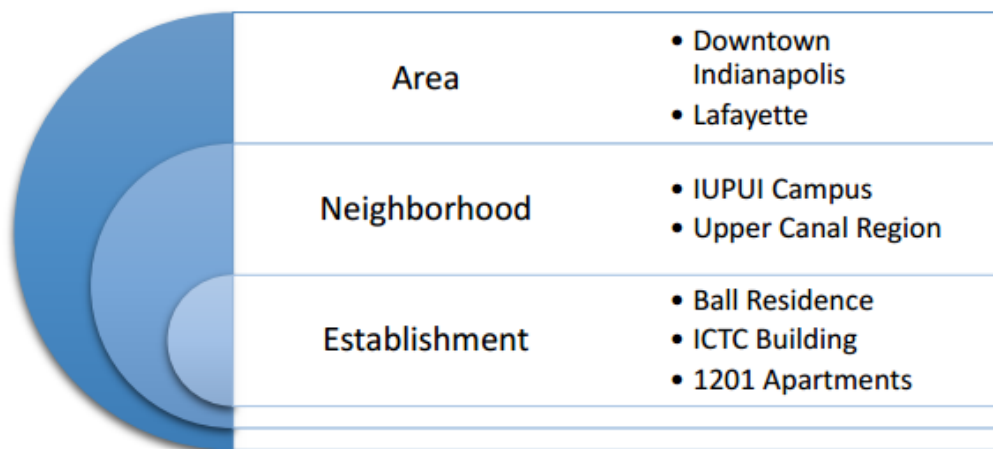 Area
• Downtown
Indianapolis
• Lafayette
Neighborhood
• IUPUI Campus
• Upper Canal Region
Establishment
• Ball Residence
• ICTC Building
• 1201 Apartments